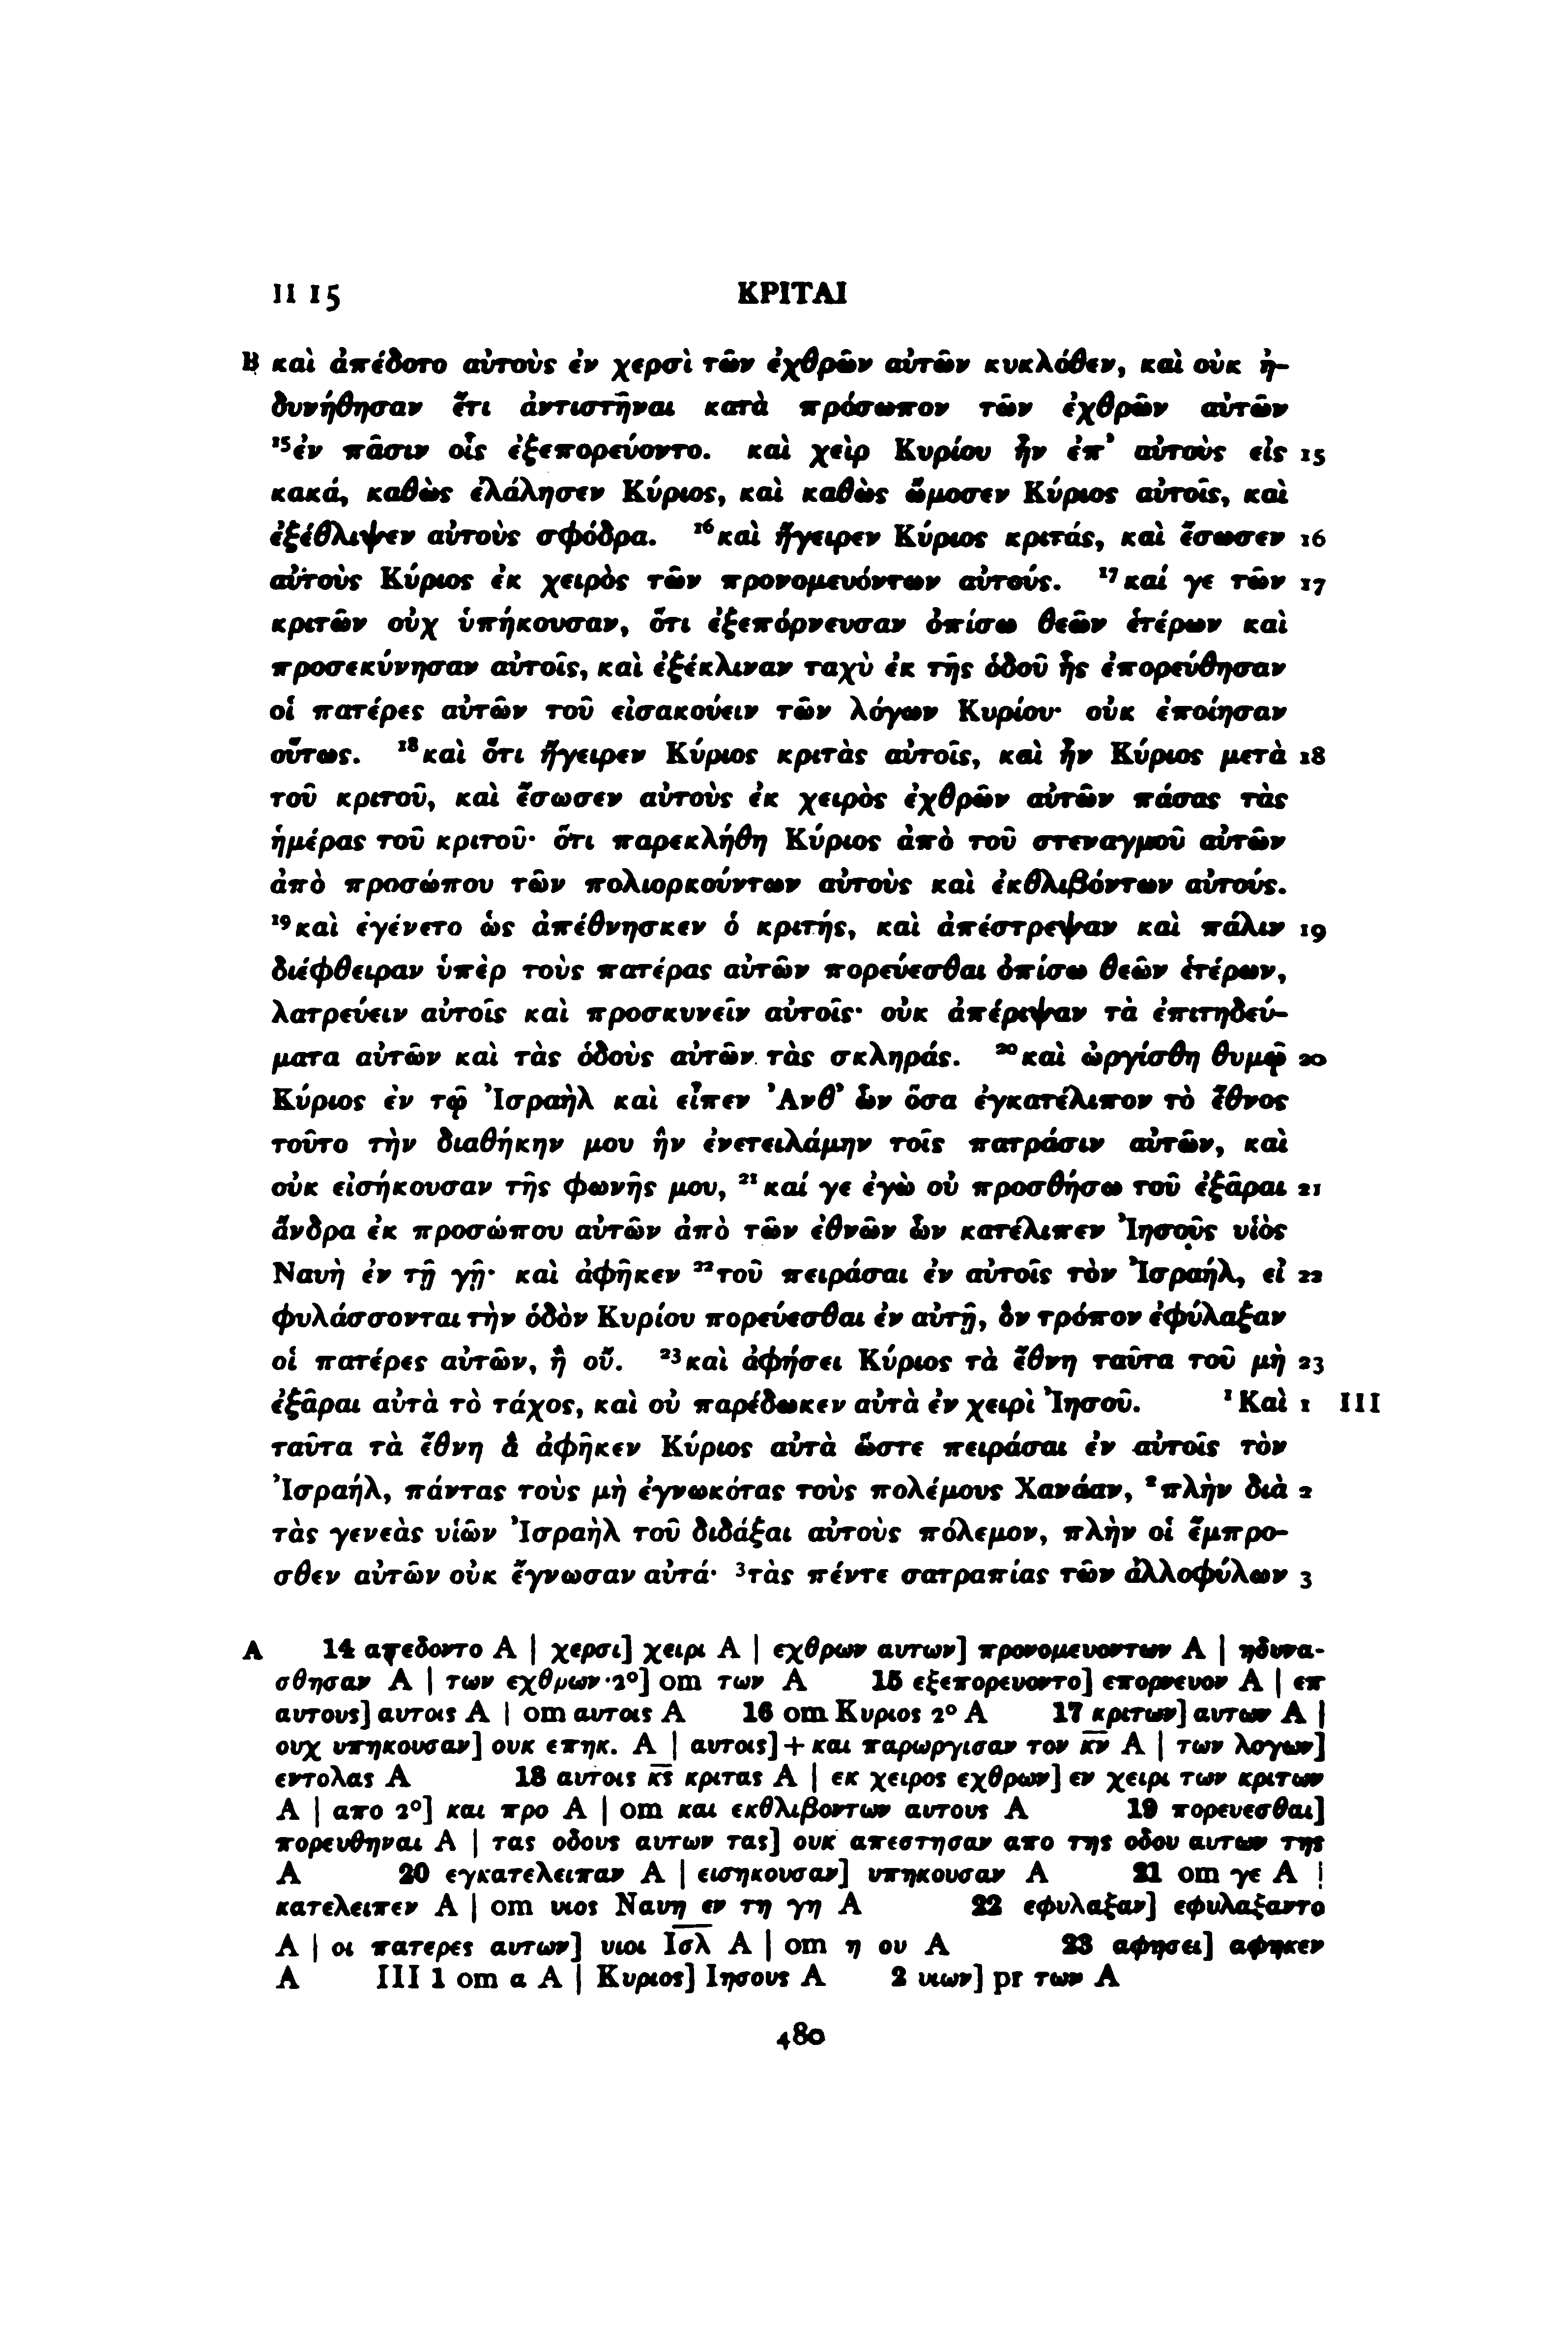 II 15 ΚΡΙΤΑΙ
B καὶ ἀπέδοτο αὐτοὺς ἐν χερσὶ τῶν ἐχθρῶν αὐτῶν κυκλόθεν, καὶ οὐκ ἠ-
δυνήθησαν ἔτι ἀντιστῆναι κατὰ πρόσωπον τῶν ἐχθρῶν αὐτῶν
¹⁵ἐν πᾶσιν οἷς ἐξεπορεύοντο. καὶ χεὶρ Κυρίου ἦν ἐπ’ αὐτοὺς εἰς 15
κακά, καθὼς ἐλάλησεν Κύριος, καὶ καθὼς ὤμοσεν Κύριος αὐτοῖς, καὶ
ἐξέθλιψεν αὐτοὺς σφόδρα. ¹⁶καὶ ἤγειρεν Κύριος κριτάς, καὶ ἔσωσεν 16
αὐτοὺς Κύριος ἐκ χειρὸς τῶν προνομευόντων αὐτούς. ¹⁷καί γε τῶν 17
κριτῶν οὐχ ὑπήκουσαν, ὅτι ἐξεπόρνευσαν ὀπίσω θεῶν ἑτέρων καὶ
προσεκύνησαν αὐτοῖς, καὶ ἐξέκλιναν ταχὺ ἐκ τῆς ὁδοῦ ἧς ἐπορεύθησαν
οἱ πατέρες αὐτῶν τοῦ εἰσακούειν τῶν λόγων Κυρίου· οὐκ ἐποίησαν
οὕτως. ¹⁸καὶ ὅτι ἤγειρεν Κύριος κριτὰς αὐτοῖς, καὶ ἦν Κύριος μετὰ 18
τοῦ κριτοῦ, καὶ ἔσωσεν αὐτοὺς ἐκ χειρὸς ἐχθρῶν αὐτῶν πάσας τὰς
ἡμέρας τοῦ κριτοῦ· ὅτι παρεκλήθη Κύριος ἀπὸ τοῦ στεναγμοῦ αὐτῶν
ἀπὸ προσώπου τῶν πολιορκούντων αὐτοὺς καὶ ἐκθλιβόντων αὐτούς.
¹⁹καὶ ἐγένετο ὡς ἀπέθνησκεν ὁ κριτής, καὶ ἀπέστρεψαν καὶ πάλιν 19
διέφθειραν ὑπὲρ τοὺς πατέρας αὐτῶν πορεύεσθαι ὀπίσω θεῶν ἑτέρων,
λατρεύειν αὐτοῖς καὶ προσκυνεῖν αὐτοῖς· οὐκ ἀπέριψαν τὰ ἐπιτηδεύ-
ματα αὐτῶν καὶ τὰς ὁδοὺς αὐτῶν τὰς σκληράς. ²⁰καὶ ὠργίσθη θυμῷ 20
Κύριος ἐν τῷ Ἰσραὴλ καὶ εἶπεν Ἀνθ’ ὧν ὅσα ἐγκατέλιπον τὸ ἔθνος
τοῦτο τὴν διαθήκην μου ἣν ἐνετειλάμην τοῖς πατράσιν αὐτῶν, καὶ
οὐκ εἰσήκουσαν τῆς φωνῆς μου, ²¹καί γε ἐγὼ οὐ προσθήσω τοῦ ἐξᾶραι 21
ἄνδρα ἐκ προσώπου αὐτῶν ἀπὸ τῶν ἐθνῶν ὧν κατέλιπεν Ἰησοῦς υἱὸς
Ναυὴ ἐν τῇ γῇ· καὶ ἀφῆκεν ²²τοῦ πειράσαι ἐν αὐτοῖς τὸν Ἰσραήλ, εἰ 22
φυλάσσονται τὴν ὁδὸν Κυρίου πορεύεσθαι ἐν αὐτῇ, ὃν τρόπον ἐφύλαξαν
οἱ πατέρες αὐτῶν, ἢ οὔ. ²³καὶ ἀφήσει Κύριος τὰ ἔθνη ταῦτα τοῦ μὴ 23
ἐξᾶραι αὐτὰ τὸ τάχος, καὶ οὐ παρέδωκεν αὐτὰ ἐν χειρὶ Ἰησοῦ. ¹Καὶ 1 III
ταῦτα τὰ ἔθνη ἃ ἀφῆκεν Κύριος αὐτὰ ὥστε πειράσαι ἐν αὐτοῖς τὸν
Ἰσραήλ, πάντας τοὺς μὴ ἐγνωκότας τοὺς πολέμους Χανάαν, ²πλὴν διὰ 2
τὰς γενεὰς υἱῶν Ἰσραὴλ τοῦ διδάξαι αὐτοὺς πόλεμον, πλὴν οἱ ἔμπρο-
σθεν αὐτῶν οὐκ ἔγνωσαν αὐτά· ³τὰς πέντε σατραπίας τῶν ἀλλοφύλων 3
A 14 απεδοντο A | χερσι] χειρι A | εχθρων αυτων] προνομευοντων A | ηδυνα-
σθησαν A | των εχθρων 2°] om των A 15 εξεπορευοντο] επορνευον A | επ
αυτους] αυτοις A | om αυτοις A 16 om Κυριος 2° A 17 κριτων] αυτων A |
ουχ υπηκουσαν] ουκ επηκ. A | αυτοις]+και παρωργισαν τον κ̅ν̅ A | των λογων]
εντολας A 18 αυτοις κ̅ς̅ κριτας A | εκ χειρος εχθρων] εν χειρι των κριτων
A | απο 2°] και προ A | om και εκθλιβοντων αυτους A 19 πορευεσθαι]
πορευθηναι A | τας οδους αυτων τας] ουκ απεστησαν απο της οδου αυτων της
A 20 εγκατελειπαν A | εισηκουσαν] υπηκουσαν A 21 om γε A |
κατελειπεν A | om υιος Ναυη εν τη γη A 22 εφυλαξαν] εφυλαξαντο
A | οι πατερες αυτων] υιοι Ι̅σ̅λ̅ A | om η ου A 23 αφησει] αφηκεν
A III 1 om α A | Κυριος] Ιησους A 2 υιων] pr των A
480